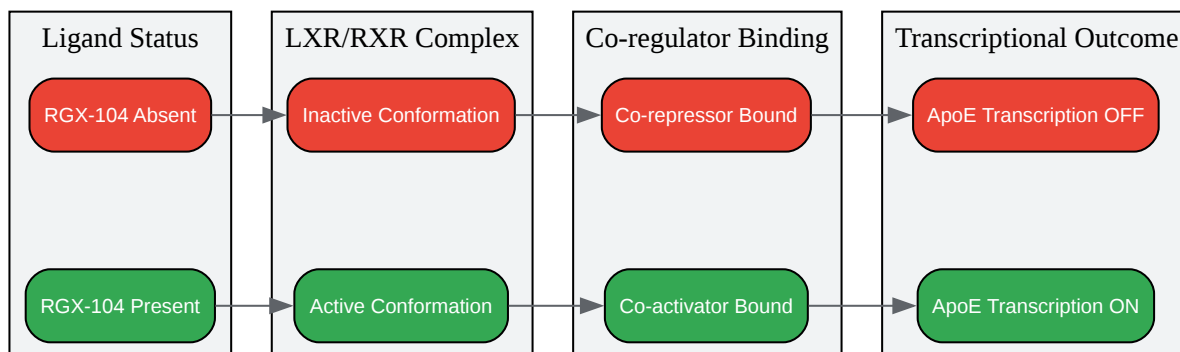 Ligand Status
LXR/RXR Complex
Co-regulator Binding
Transcriptional Outcome
RGX-104 Absent
Inactive Conformation
Co-repressor Bound
ApoE Transcription OFF
RGX-104 Present
Active Conformation
Co-activator Bound
ApoE Transcription ON